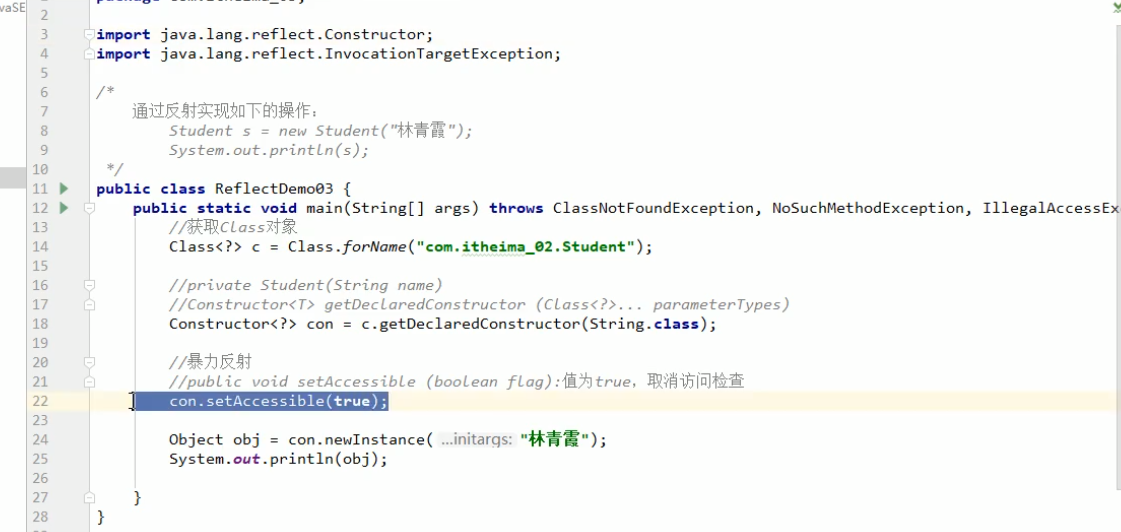 vaSE
2
3 import java.lang.reflect.Constructor;
4 import java.lang.reflect.InvocationTargetException;
5
6 /*
7 通过反射实现如下的操作：
8 Student s = new Student("林青霞");
9 System.out.println(s);
10 */
11 public class ReflectDemo03 {
12 public static void main(String[] args) throws ClassNotFoundException, NoSuchMethodException, IllegalAccessEx
13 //获取Class对象
14 Class<?> c = Class.forName("com.itheima_02.Student");
15
16 //private Student(String name)
17 //Constructor<T> getDeclaredConstructor (Class<?>... parameterTypes)
18 Constructor<?> con = c.getDeclaredConstructor(String.class);
19
20 //暴力反射
21 //public void setAccessible (boolean flag):值为true，取消访问检查
22 con.setAccessible(true);
23
24 Object obj = con.newInstance( ...initargs: "林青霞");
25 System.out.println(obj);
26
27 }
28 }